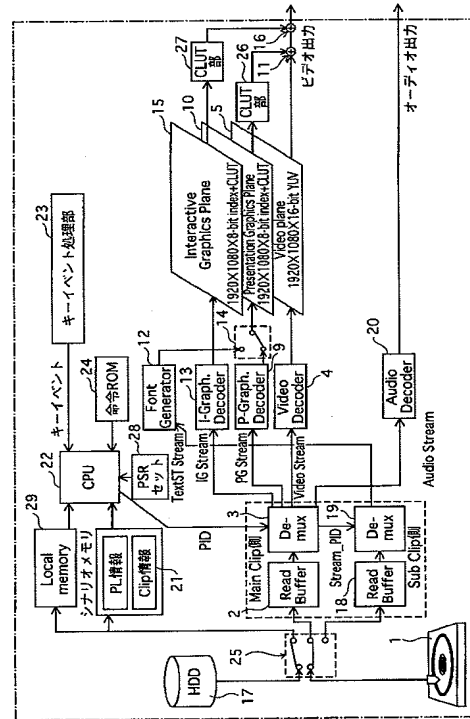 キーイベント処理部
23
キーイベント
24
命令ROM
22
CPU
28
PSR
セット
29
Local
memory
シナリオメモリ
PL情報
Clip情報
21
PID
HDD
17
25
1
Main Clip側
2
Read
Buffer
3
De-
mux
Stream_PID
18
Read
Buffer
19
De-
mux
Sub Clip側
TextST Stream
IG Stream
PG Stream
Video Stream
Audio Stream
12
Font
Generator
13
I-Graph.
Decoder
14
P-Graph.
Decoder
9
Video
Decoder
4
20
Audio
Decoder
15
Interactive
Graphics Plane
1920×1080×8-bit index+CLUT
10
Presentation Graphics Plane
1920×1080×8-bit index+CLUT
5
Video plane
1920×1080×16-bit YUV
27
CLUT部
26
CLUT部
16
11
ビデオ出力
オーディオ出力